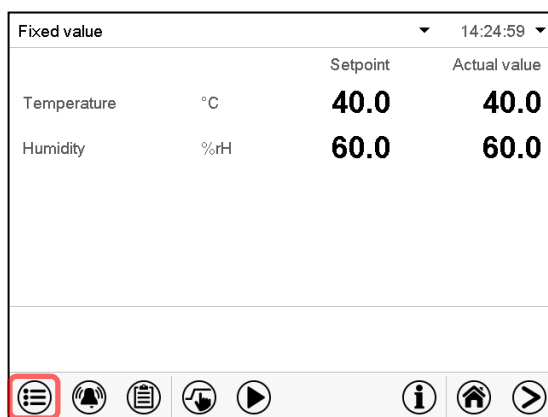 Fixed value 14:24:59
Setpoint Actual value
Temperature °C 40.0 40.0
Humidity %rH 60.0 60.0